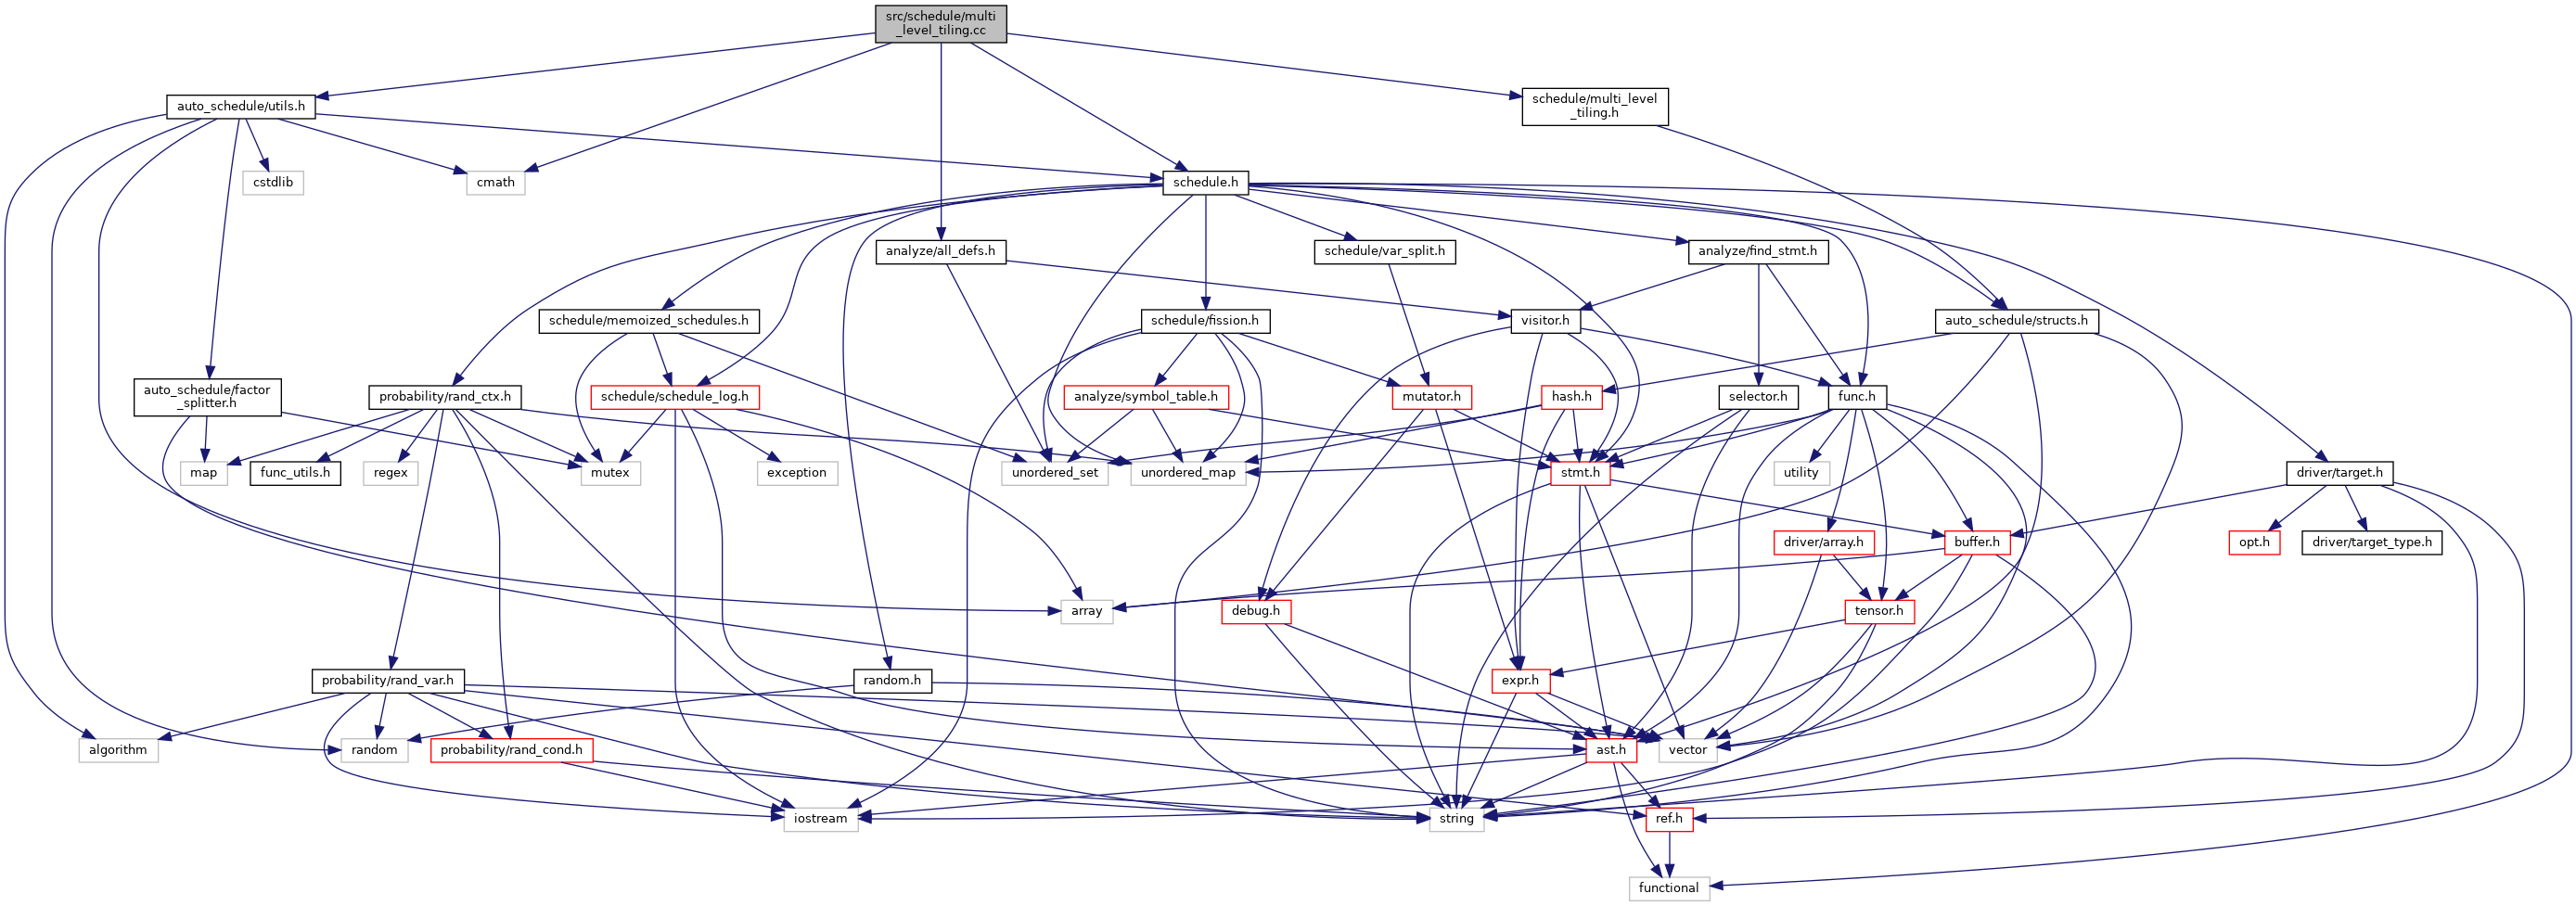 src/schedule/multi
_level_tiling.cc
auto_schedule/utils.h
schedule/multi_level
_tiling.h
cstdlib
cmath
schedule.h
analyze/all_defs.h
schedule/var_split.h
analyze/find_stmt.h
schedule/memoized_schedules.h
schedule/fission.h
visitor.h
auto_schedule/structs.h
auto_schedule/factor
_splitter.h
probability/rand_ctx.h
schedule/schedule_log.h
analyze/symbol_table.h
mutator.h
hash.h
selector.h
func.h
map
func_utils.h
regex
mutex
exception
unordered_set
unordered_map
stmt.h
utility
driver/target.h
driver/array.h
buffer.h
opt.h
driver/target_type.h
array
debug.h
tensor.h
probability/rand_var.h
random.h
expr.h
algorithm
random
probability/rand_cond.h
ast.h
vector
iostream
string
ref.h
functional